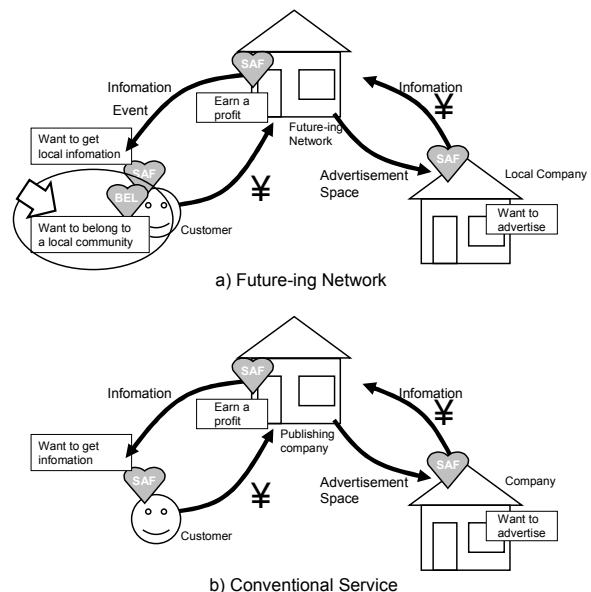 SAF
Infomation
Event
Earn a
profit
Future-ing
Network
Infomation
¥
Want to get
local infomation
SAF
BEL
Want to belong to
a local community
Customer
¥
Advertisement
Space
SAF
Local Company
Want to
advertise
a) Future-ing Network
SAF
Infomation
Earn a
profit
Publishing
company
Infomation
¥
Want to get
infomation
SAF
Customer
¥
Advertisement
Space
SAF
Company
Want to
advertise
b) Conventional Service